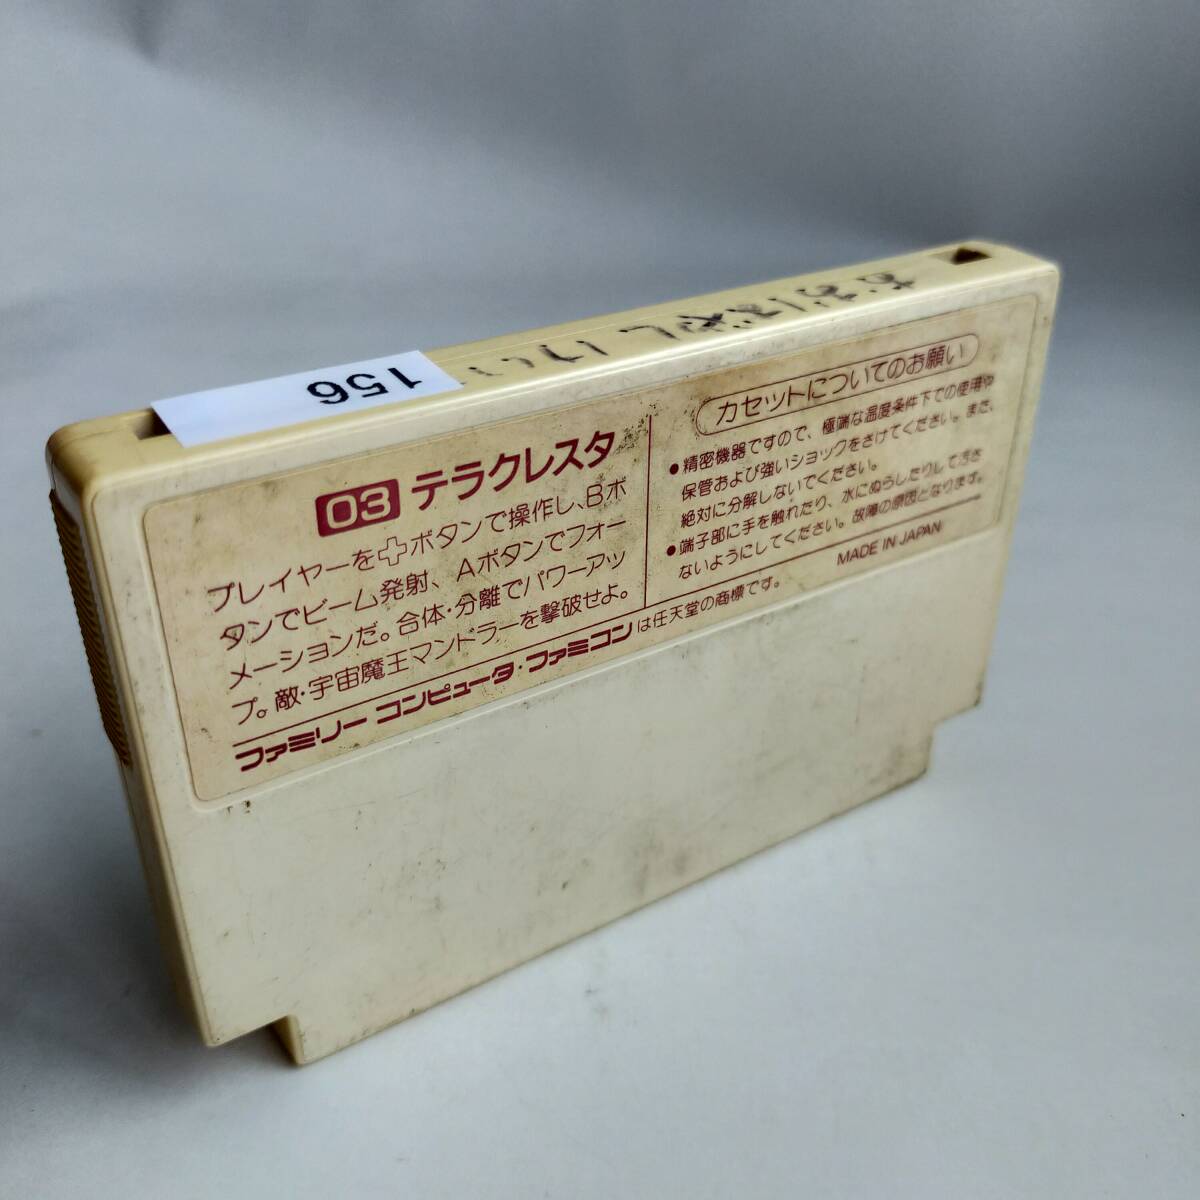 156
03 テラクレスタ
プレイヤーを✚ボタンで操作し、Bボ
タンでビーム発射、Aボタンでフォー
メーションだ。合体・分離でパワーアッ
プ。敵・宇宙魔王マンドラーを撃破せよ。
カセットについてのお願い
●精密機器ですので、極端な温度条件下での使用や
保管および強いショックをさけてください。また、
絶対に分解しないでください。
●端子部に手を触れたり、水にぬらしたりして汚さ
ないようにしてください。故障の原因となります。
MADE IN JAPAN
ファミリーコンピュータ・ファミコンは任天堂の商標です。